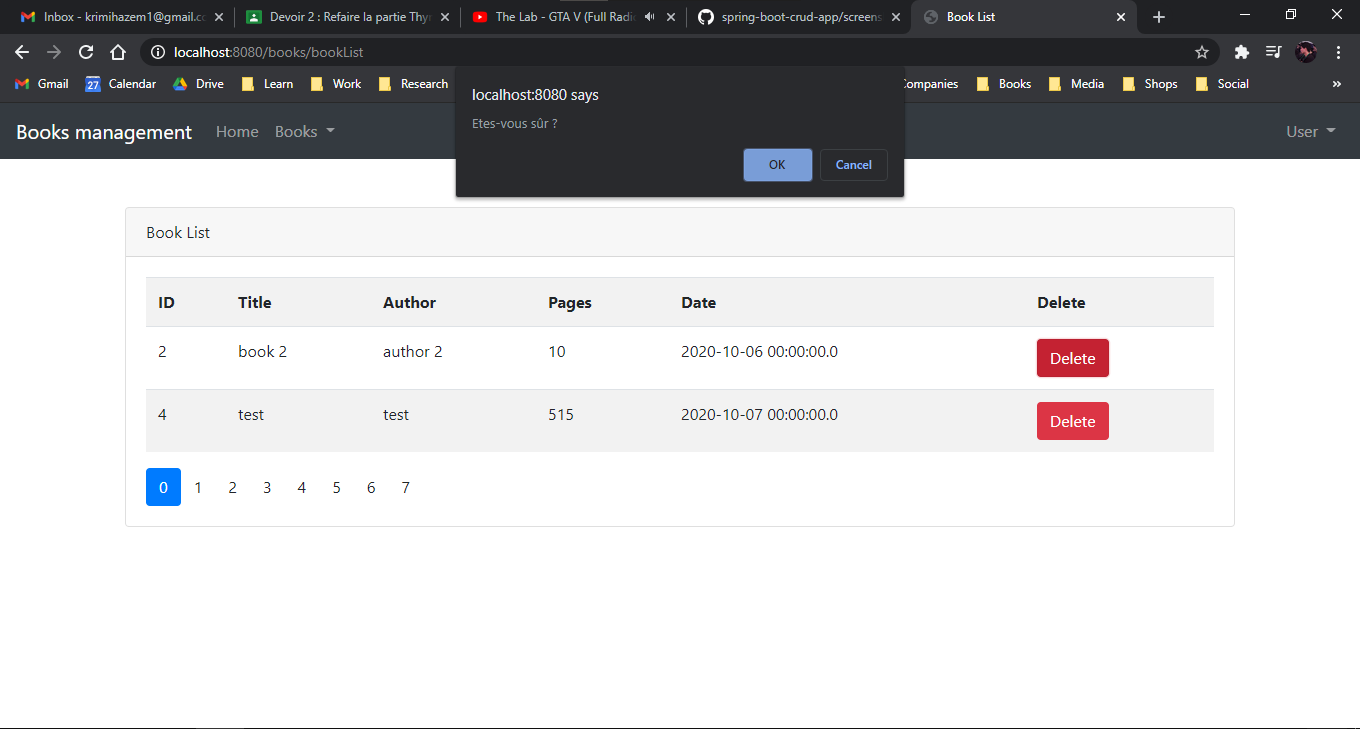 Inbox - krimihazem1@gmail.co
Devoir 2 : Refaire la partie Thy
The Lab - GTA V (Full Radi
spring-boot-crud-app/screens
Book List
localhost:8080/books/bookList
Gmail
27 Calendar
Drive
Learn
Work
Research
Companies
Books
Media
Shops
Social
»
localhost:8080 says
Etes-vous sûr ?
OK Cancel
Books management Home Books User
Book List
ID Title Author Pages Date Delete
2 book 2 author 2 10 2020-10-06 00:00:00.0 Delete
4 test test 515 2020-10-07 00:00:00.0 Delete
0 1 2 3 4 5 6 7